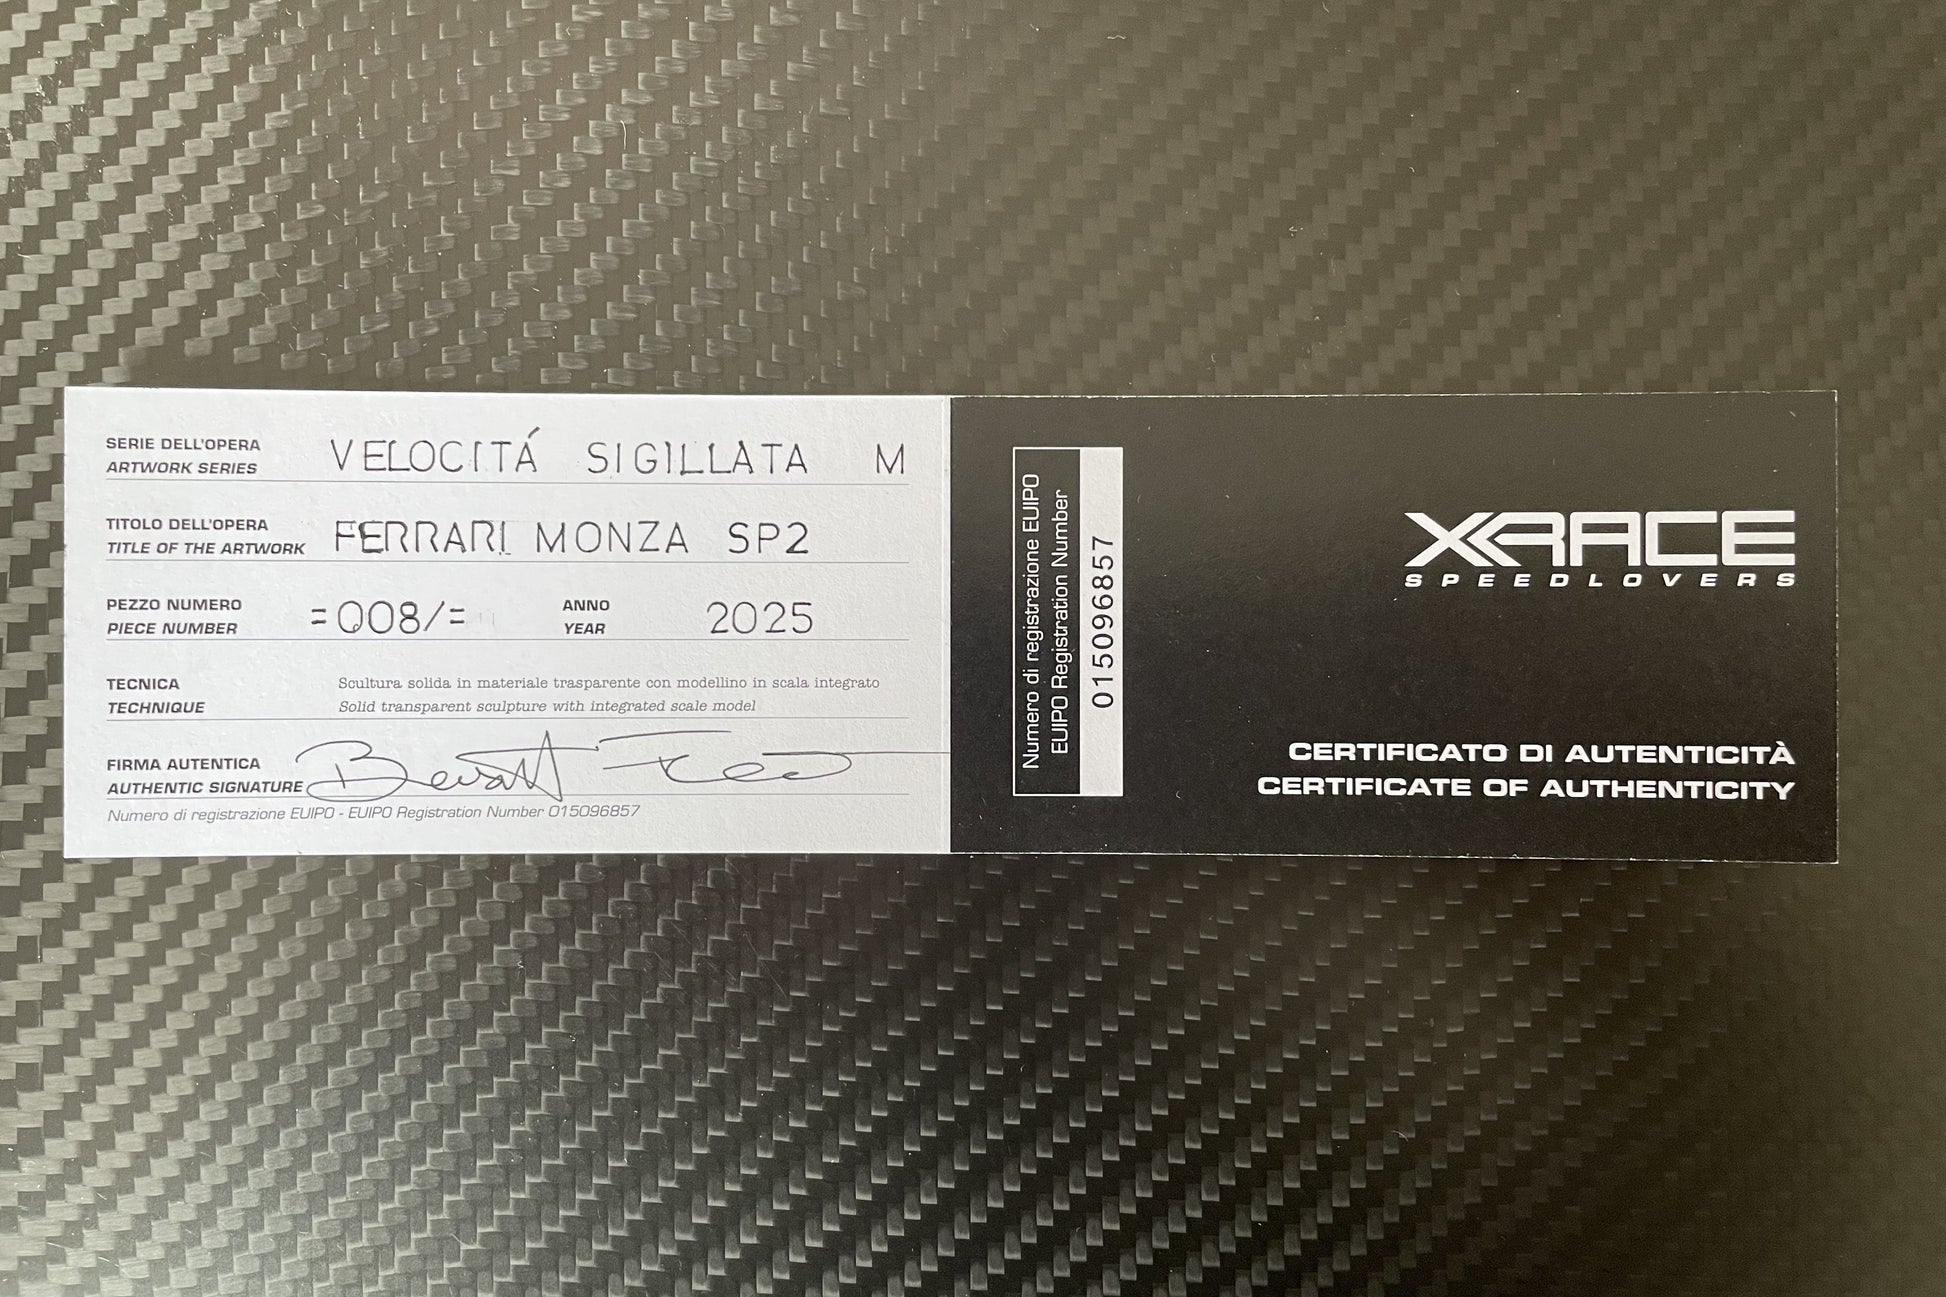 SERIE DELL'OPERA
ARTWORK SERIES
VELOCITÁ SIGILLATA M
TITOLO DELL'OPERA
TITLE OF THE ARTWORK
FERRARI MONZA SP2
PEZZO NUMERO
PIECE NUMBER
=008/=
ANNO
YEAR
2025
TECNICA
TECHNIQUE
Scultura solida in materiale trasparente con modellino in scala integrato
Solid transparent sculpture with integrated scale model
FIRMA AUTENTICA
AUTHENTIC SIGNATURE
Numero di registrazione EUIPO - EUIPO Registration Number 015096857
Numero di registrazione EUIPO
EUIPO Registration Number
015096857
XRACE
SPEEDLOVERS
CERTIFICATO DI AUTENTICITÀ
CERTIFICATE OF AUTHENTICITY